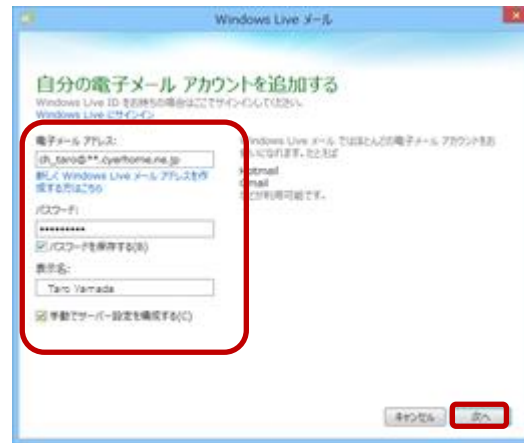 Windows Live メール
自分の電子メール アカウントを追加する
Windows Live ID をお持ちの場合はここでサインインしてください。
Windows Live にサインイン
電子メール アドレス:
ch_taro@**.cyerhome.ne.jp
新しく Windows Live メール アドレスを作
成する方はこちら
パスワード:
•••••••••
パスワードを保存する(B)
表示名:
Taro Yamada
手動でサーバー設定を構成する(C)
Windows Live メール ではほとんどの電子メール アカウントをお
使いになれます。たとえば
Hotmail
Gmail
などが利用可能です。
キャンセル
次へ